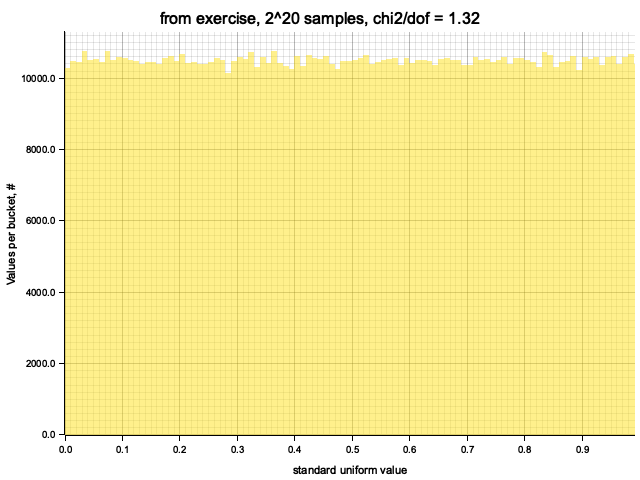 from exercise, 2^20 samples, chi2/dof = 1.32
Values per bucket, #
10000.0
8000.0
6000.0
4000.0
2000.0
0.0
0.0 0.1 0.2 0.3 0.4 0.5 0.6 0.7 0.8 0.9
standard uniform value